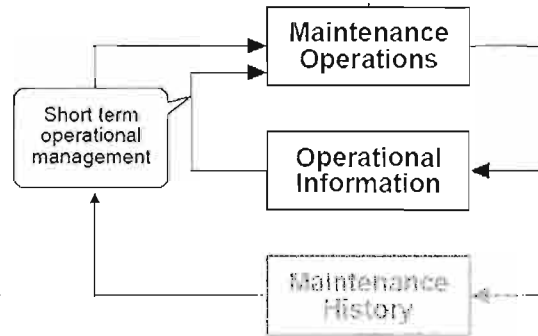 Maintenance
Operations
Short term
operational
management
Operational
Information
Maintenance
History